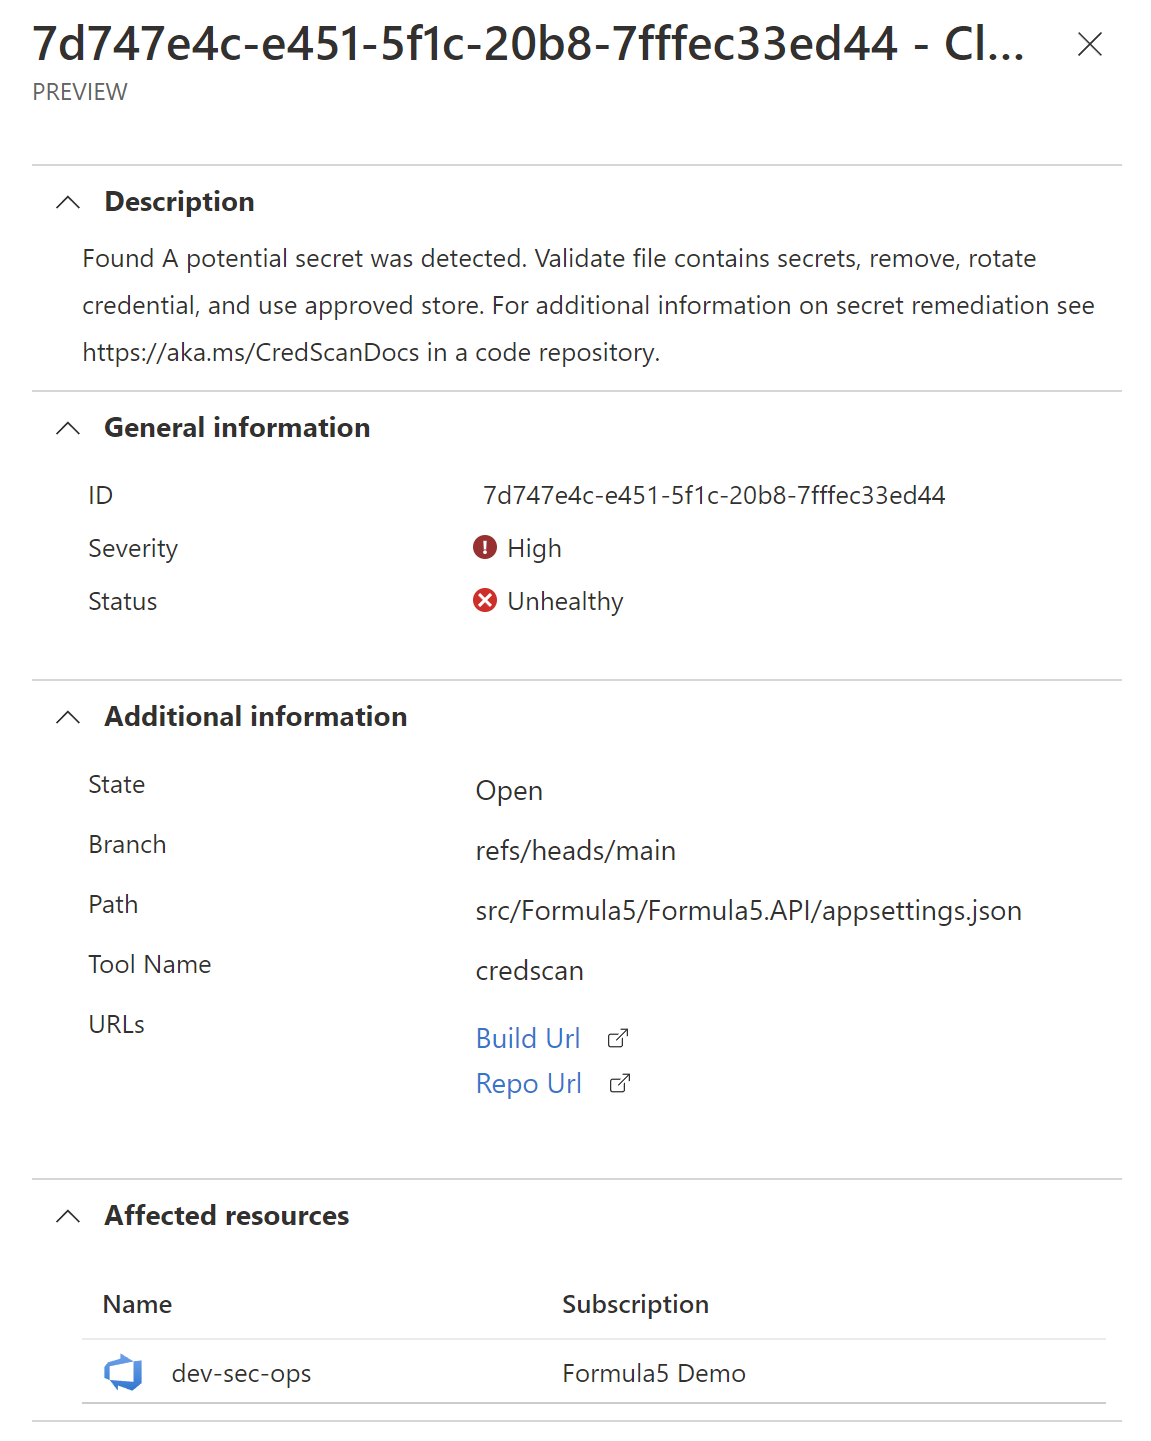 7d747e4c-e451-5f1c-20b8-7fffec33ed44 - Cl...
PREVIEW
Description
Found A potential secret was detected. Validate file contains secrets, remove, rotate
credential, and use approved store. For additional information on secret remediation see
https://aka.ms/CredScanDocs in a code repository.
General information
ID 7d747e4c-e451-5f1c-20b8-7fffec33ed44
Severity High
Status Unhealthy
Additional information
State Open
Branch refs/heads/main
Path src/Formula5/Formula5.API/appsettings.json
Tool Name credscan
URLs Build Url
Repo Url
Affected resources
Name Subscription
dev-sec-ops Formula5 Demo